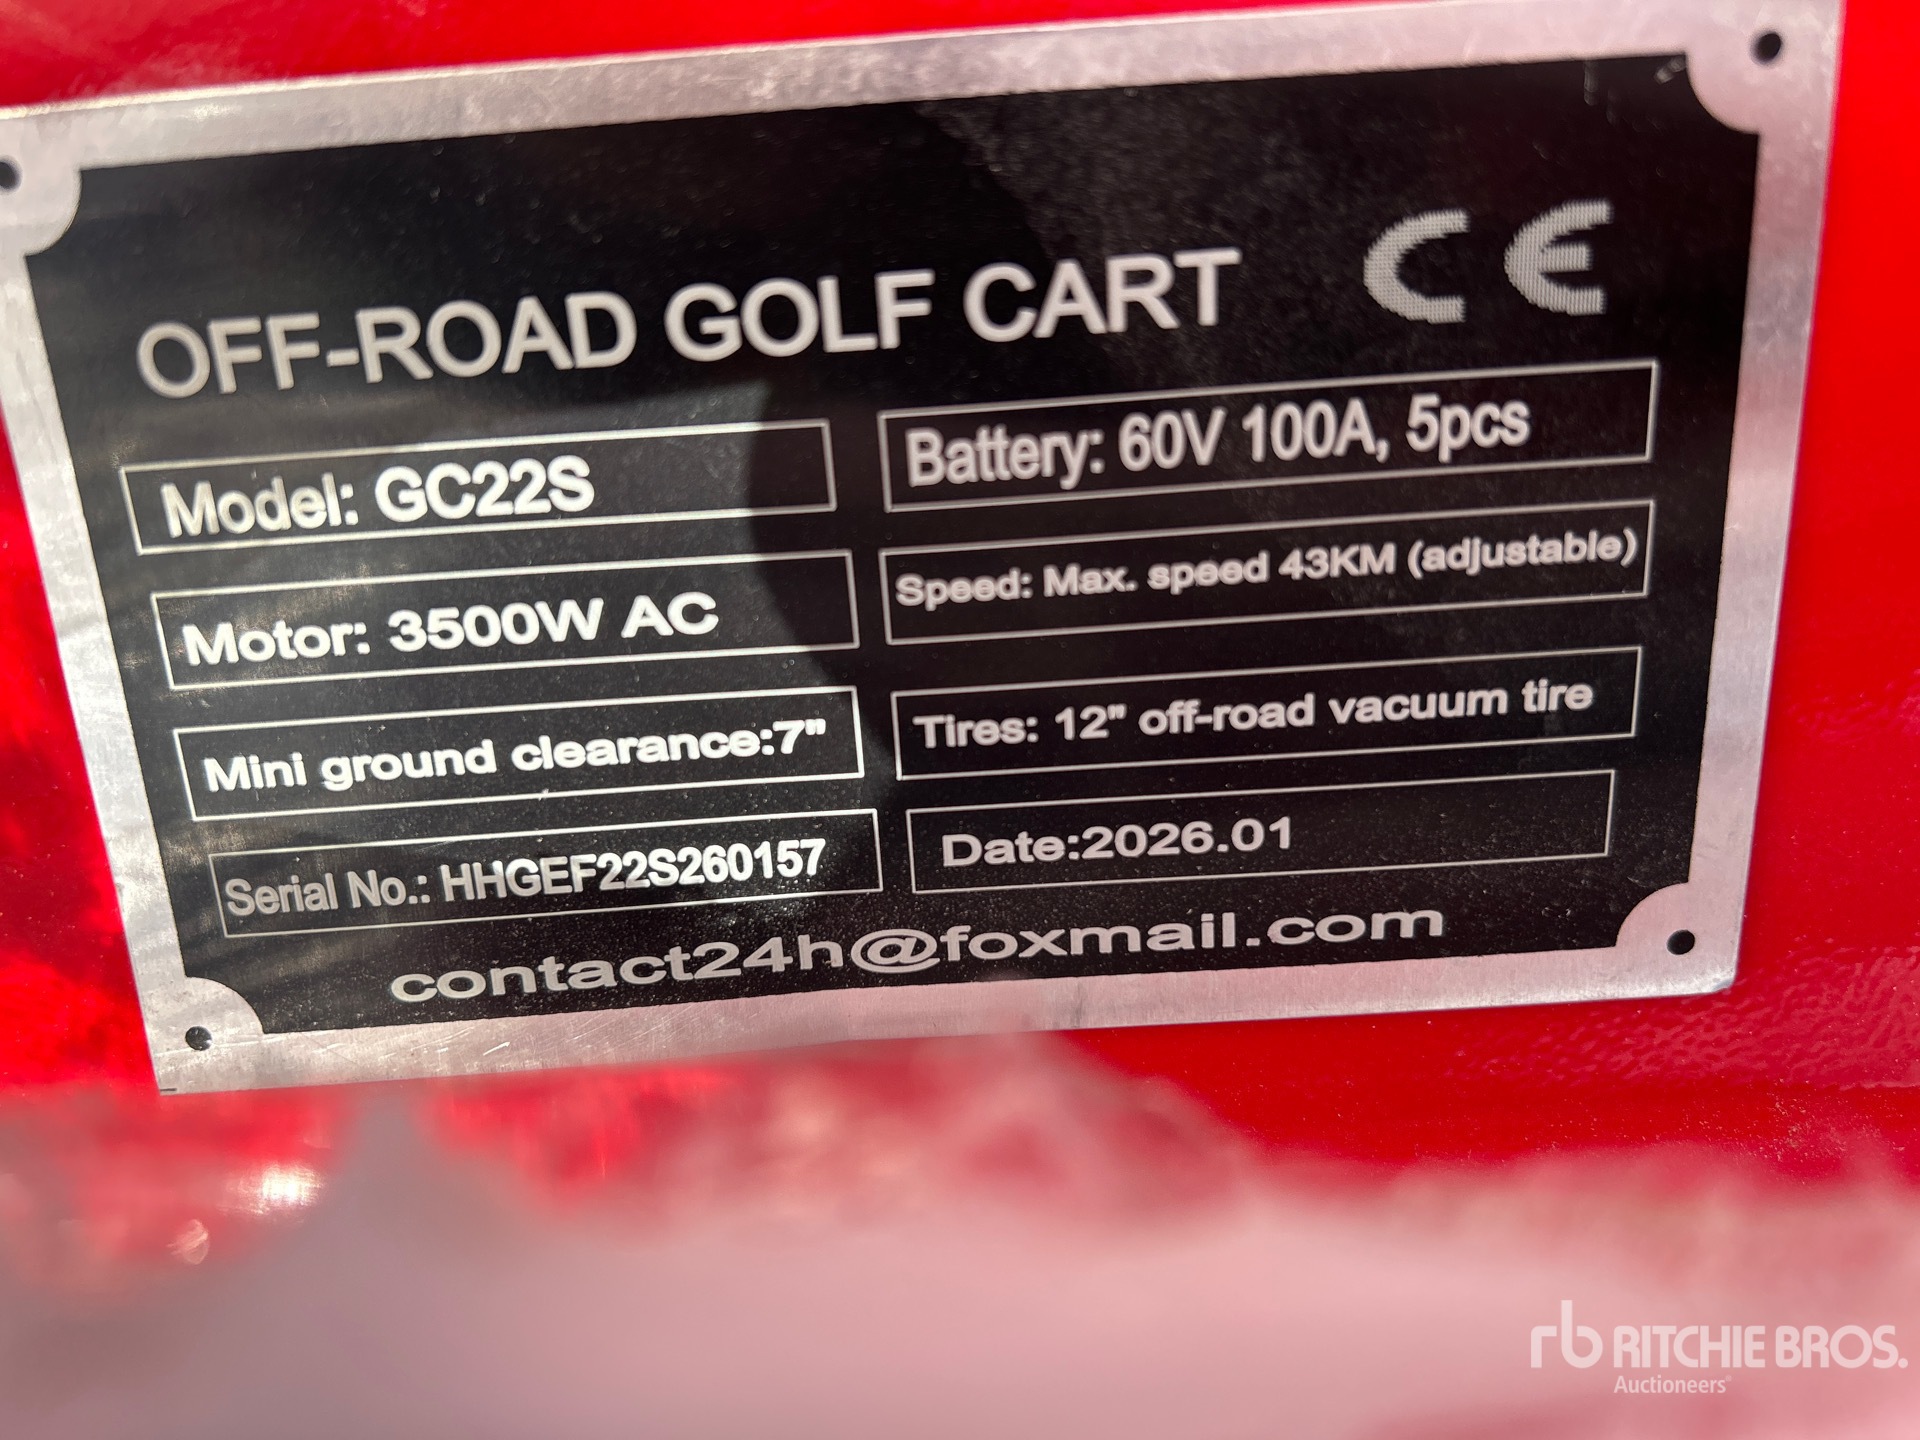 OFF-ROAD GOLF CART CE
Model: GC22S
Battery: 60V 100A, 5pcs
Motor: 3500W AC
Speed: Max. speed 43KM (adjustable)
Mini ground clearance:7"
Tires: 12" off-road vacuum tire
Serial No.: HHGEF22S260157
Date:2026.01
contact24h@foxmail.com
rb RITCHIE BROS.
Auctioneers